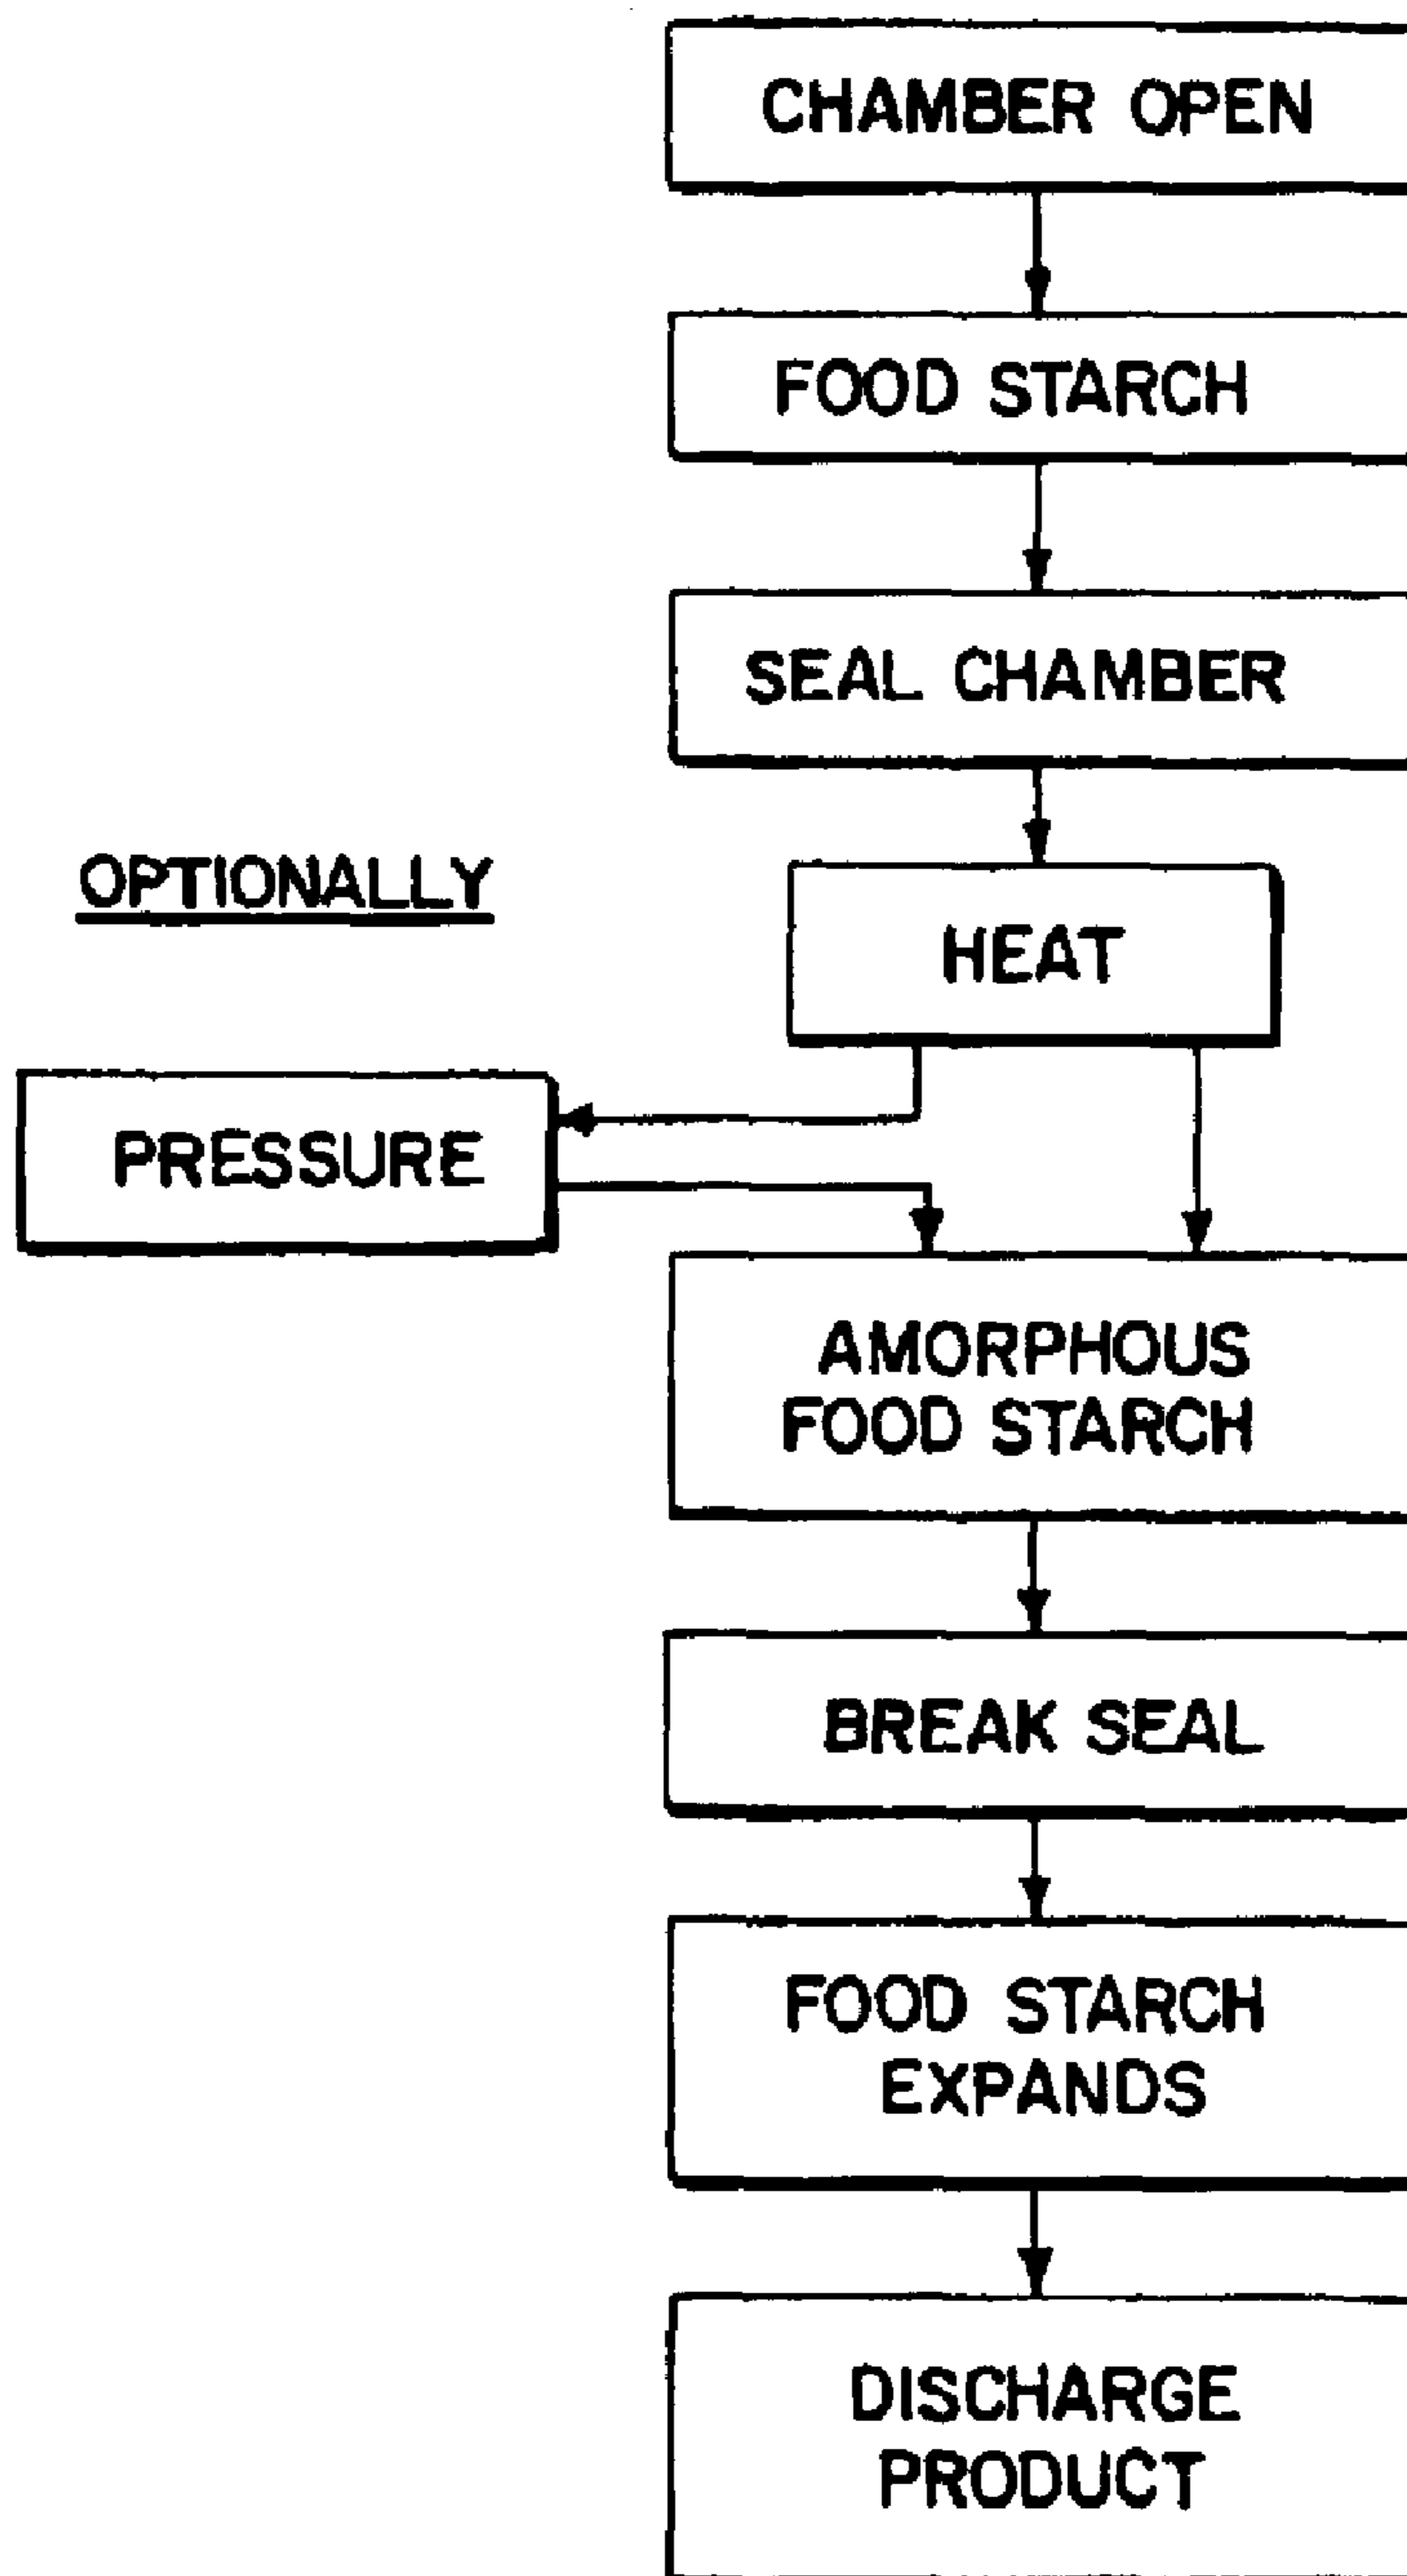 CHAMBER OPEN
FOOD STARCH
SEAL CHAMBER
OPTIONALLY
HEAT
PRESSURE
AMORPHOUS
FOOD STARCH
BREAK SEAL
FOOD STARCH
EXPANDS
DISCHARGE
PRODUCT